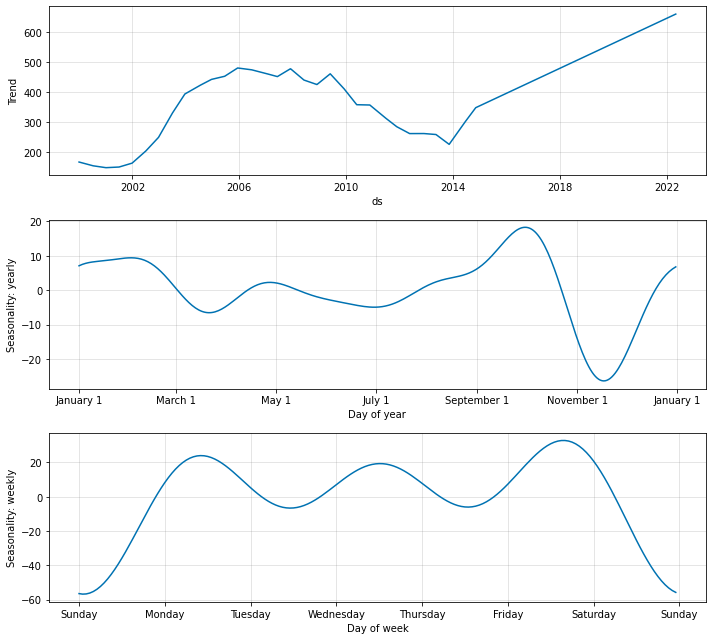 600
500
400
300
200
Trend
2002 2006 2010 2014 2018 2022
ds
20
10
0
−10
−20
Seasonality: yearly
January 1 March 1 May 1 July 1 September 1 November 1 January 1
Day of year
20
0
−20
−40
−60
Seasonality: weekly
Sunday Monday Tuesday Wednesday Thursday Friday Saturday Sunday
Day of week